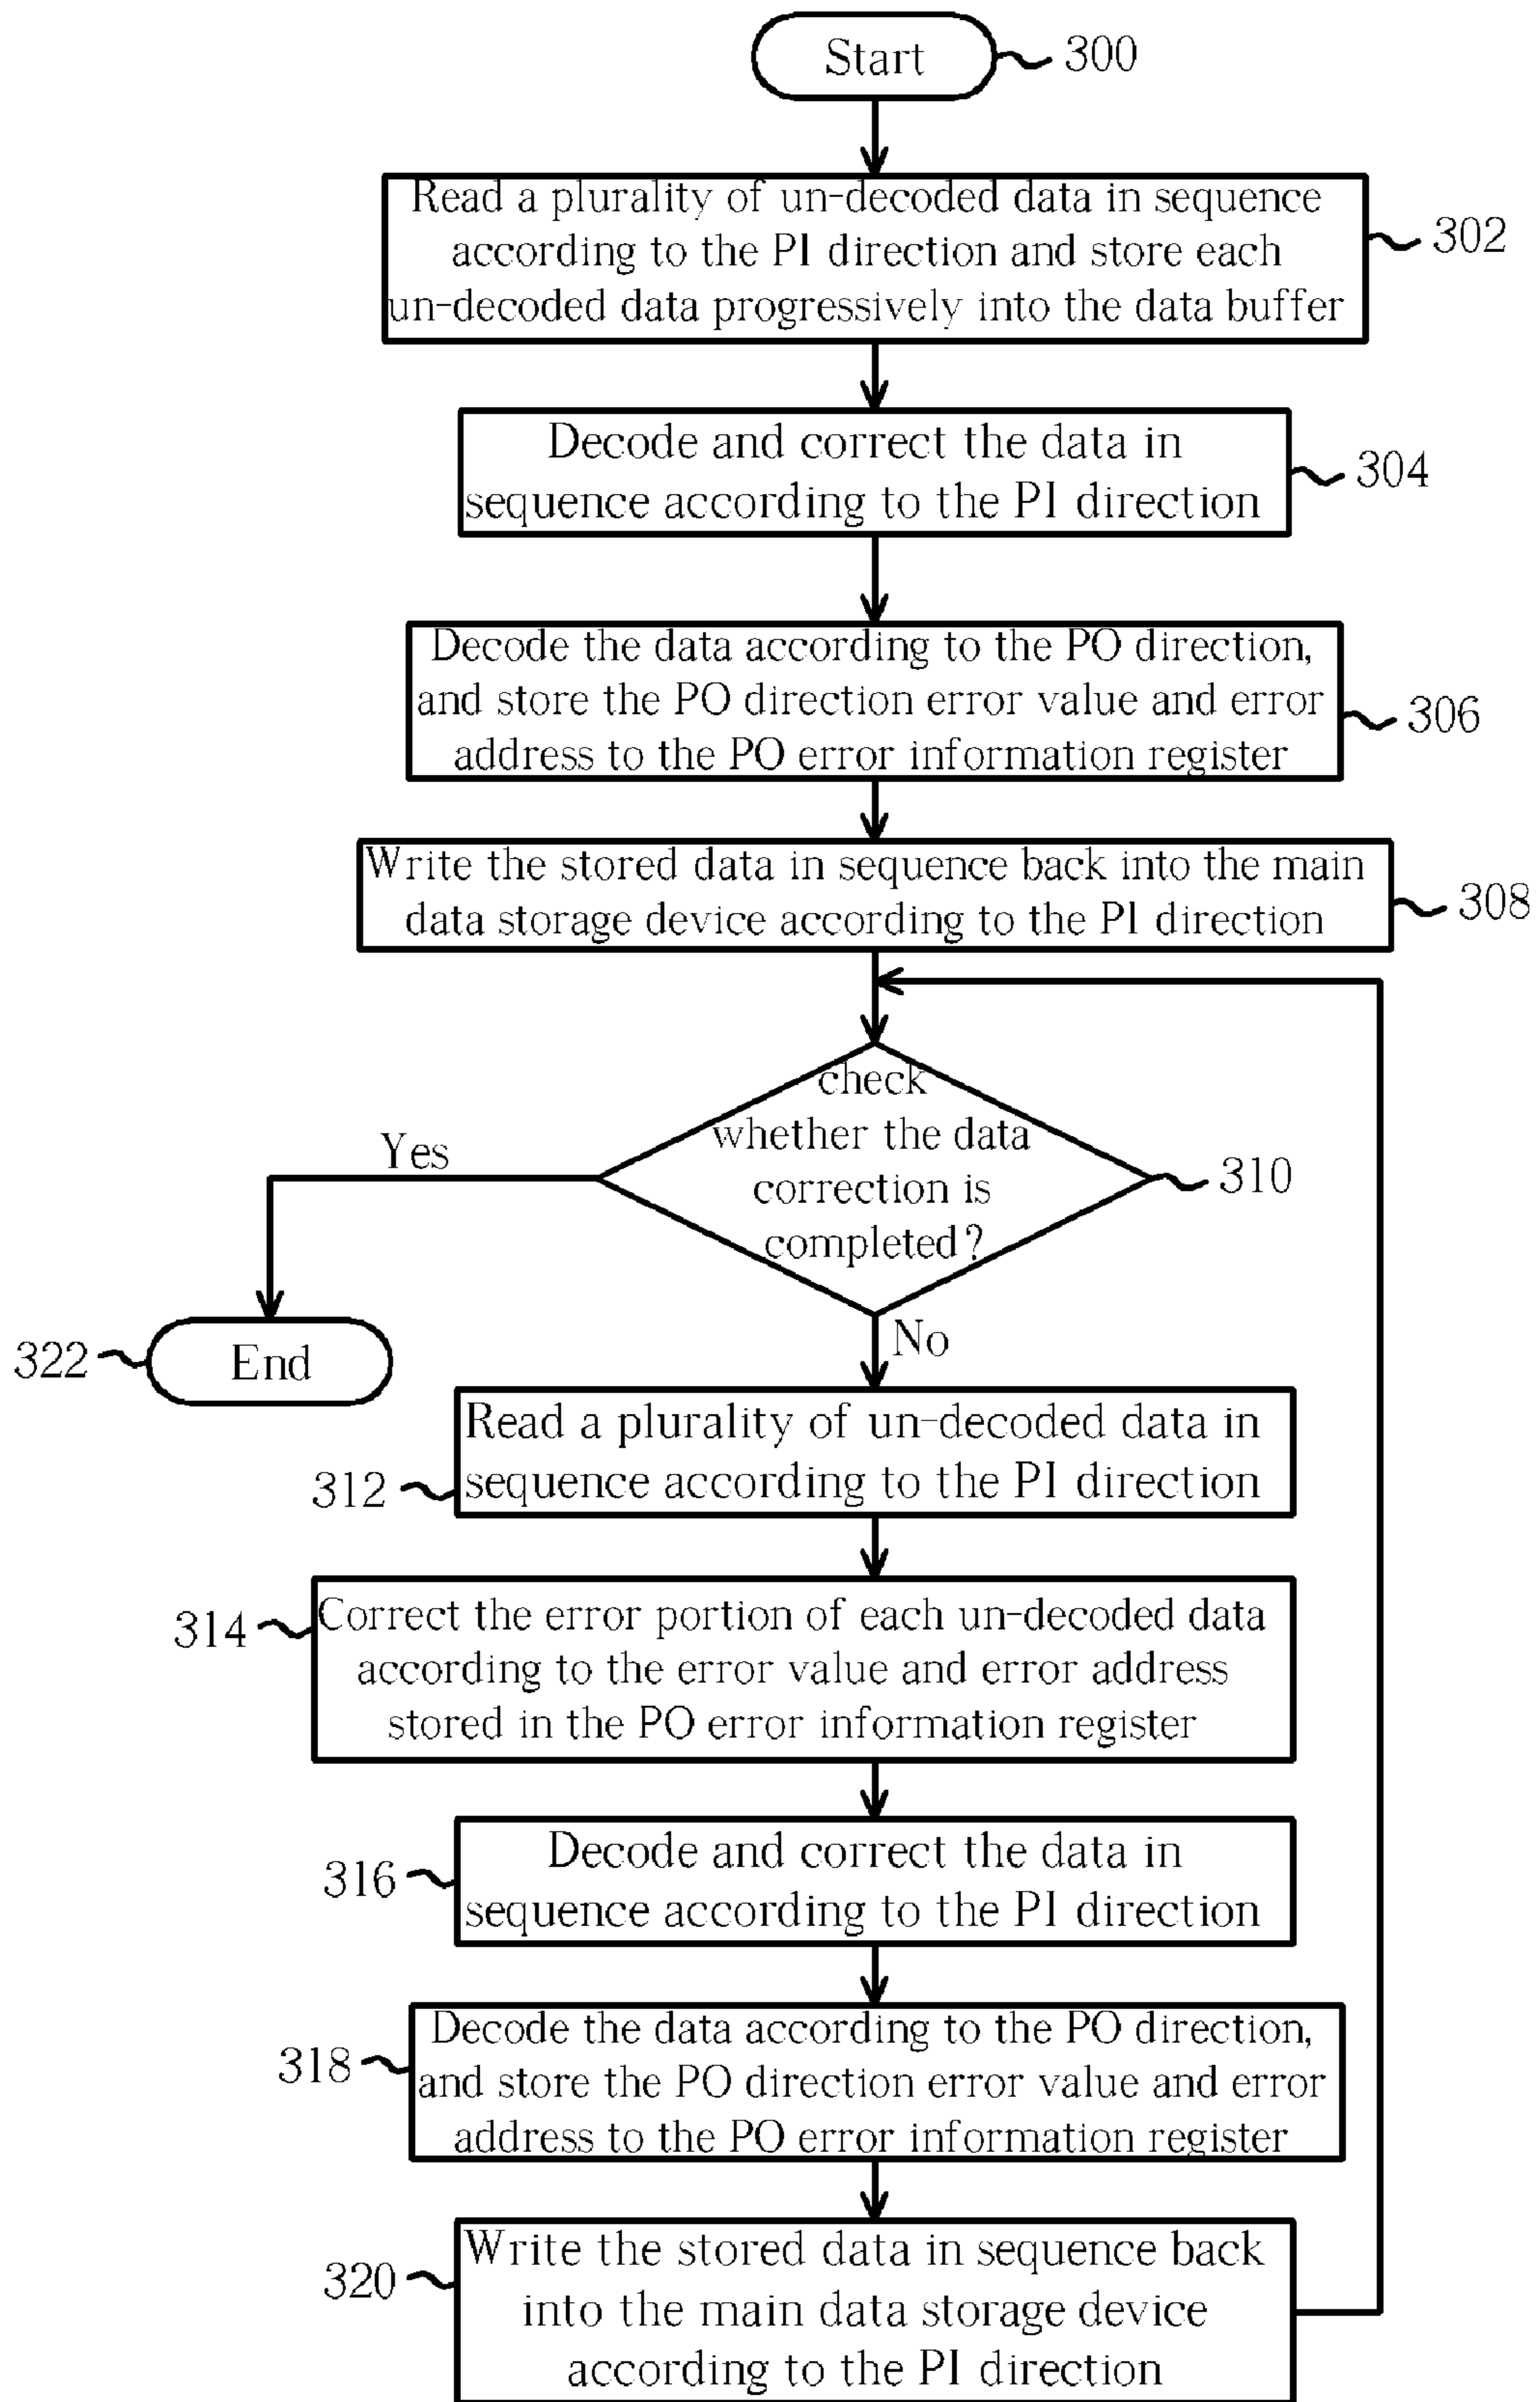 Start
300
Read a plurality of un-decoded data in sequence
according to the PI direction and store each
un-decoded data progressively into the data buffer
302
Decode and correct the data in
sequence according to the PI direction
304
Decode the data according to the PO direction,
and store the PO direction error value and error
address to the PO error information register
306
Write the stored data in sequence back into the main
data storage device according to the PI direction
308
check
whether the data
correction is
completed?
310
Yes
322
End
No
Read a plurality of un-decoded data in
sequence according to the PI direction
312
Correct the error portion of each un-decoded data
according to the error value and error address
stored in the PO error information register
314
Decode and correct the data in
sequence according to the PI direction
316
Decode the data according to the PO direction,
and store the PO direction error value and error
address to the PO error information register
318
Write the stored data in sequence back
into the main data storage device
according to the PI direction
320